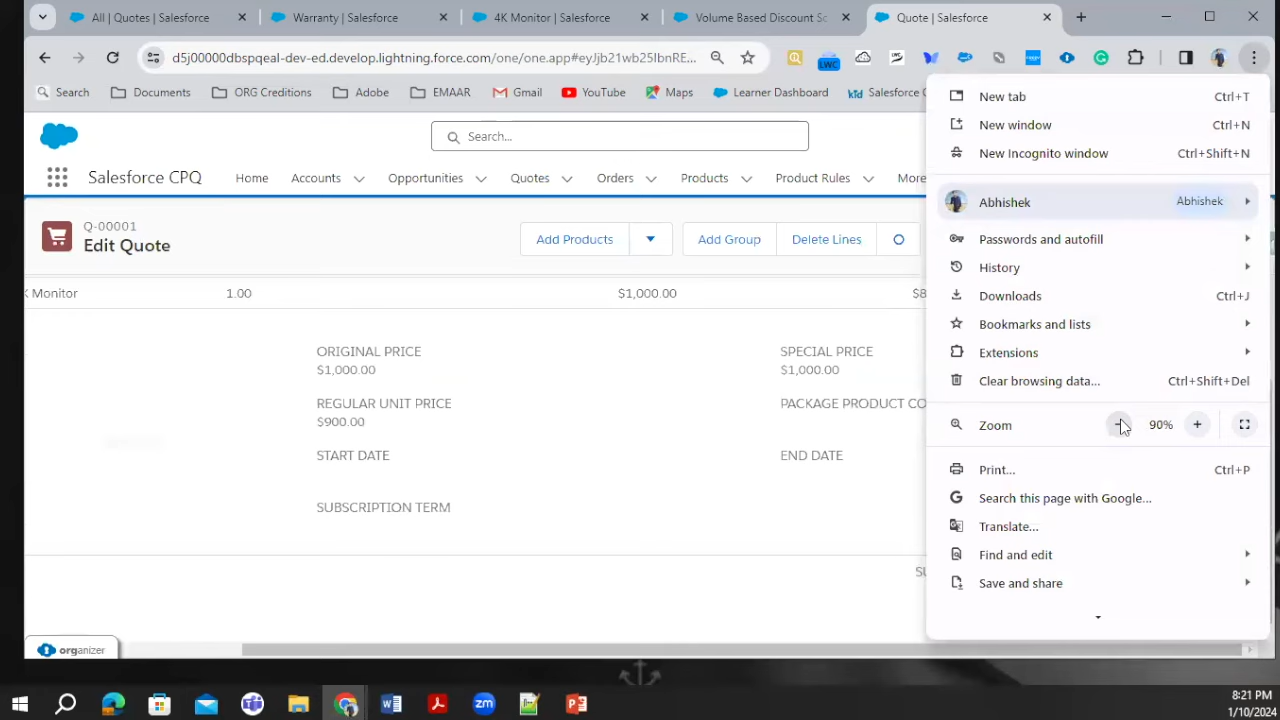 All | Quotes | Salesforce
Warranty | Salesforce
4K Monitor | Salesforce
Volume Based Discount Sc
Quote | Salesforce
d5j00000dbspqeal-dev-ed.develop.lightning.force.com/one/one.app#eyJjb21wb25lbnRE...
LWC
Search
Documents
ORG Creditions
Adobe
EMAAR
Gmail
YouTube
Maps
Learner Dashboard
kid
Salesforce C
Search...
Salesforce CPQ
Home
Accounts
Opportunities
Quotes
Orders
Products
Product Rules
More
Q-00001
Edit Quote
Add Products
Add Group
Delete Lines
Monitor
1.00
$1,000.00
$8
ORIGINAL PRICE
$1,000.00
SPECIAL PRICE
$1,000.00
REGULAR UNIT PRICE
$900.00
PACKAGE PRODUCT CO
START DATE
END DATE
SUBSCRIPTION TERM
organizer
New tab Ctrl+T
New window Ctrl+N
New Incognito window Ctrl+Shift+N
Abhishek Abhishek
Passwords and autofill
History
Downloads Ctrl+J
Bookmarks and lists
Extensions
Clear browsing data... Ctrl+Shift+Del
Zoom 90%
Print... Ctrl+P
Search this page with Google...
Translate...
Find and edit
Save and share
zm
8:21 PM
1/10/2024